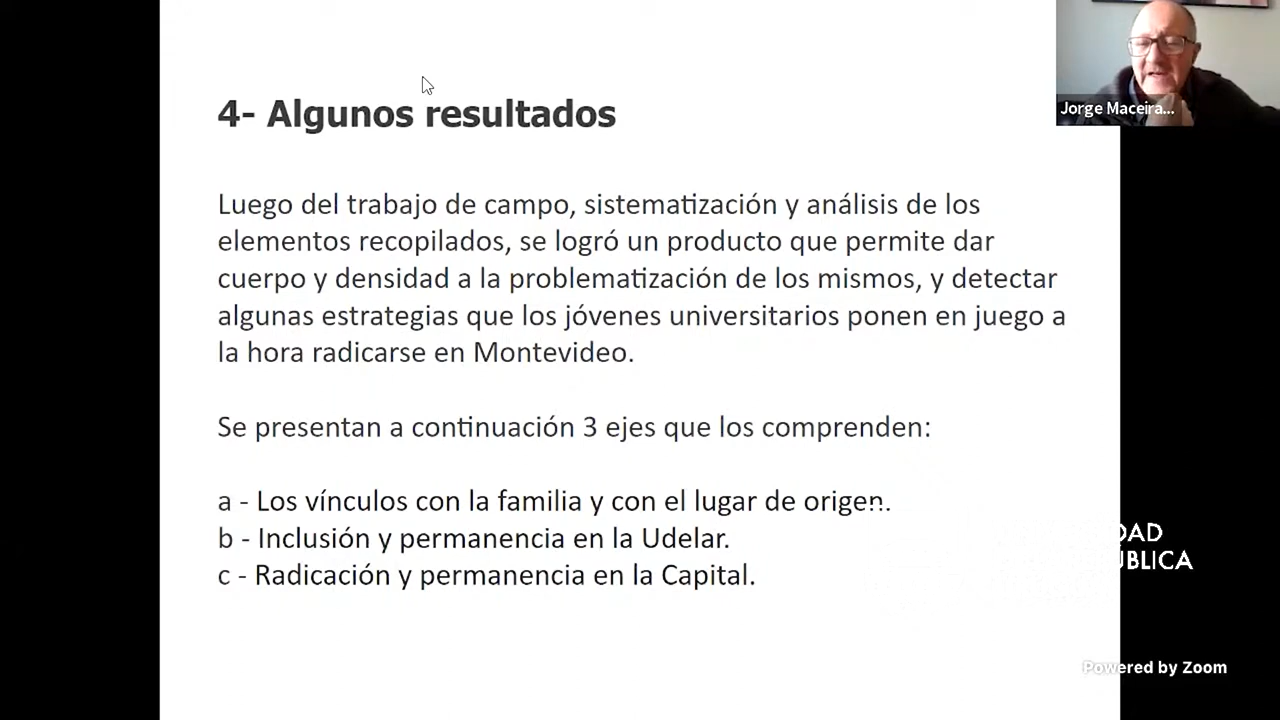 4- Algunos resultados
Jorge Maceira...
Luego del trabajo de campo, sistematización y análisis de los
elementos recopilados, se logró un producto que permite dar
cuerpo y densidad a la problematización de los mismos, y detectar
algunas estrategias que los jóvenes universitarios ponen en juego a
la hora radicarse en Montevideo.
Se presentan a continuación 3 ejes que los comprenden:
a - Los vínculos con la familia y con el lugar de origen.
b - Inclusión y permanencia en la Udelar.
c - Radicación y permanencia en la Capital.
DAD
ÚBLICA
Powered by Zoom